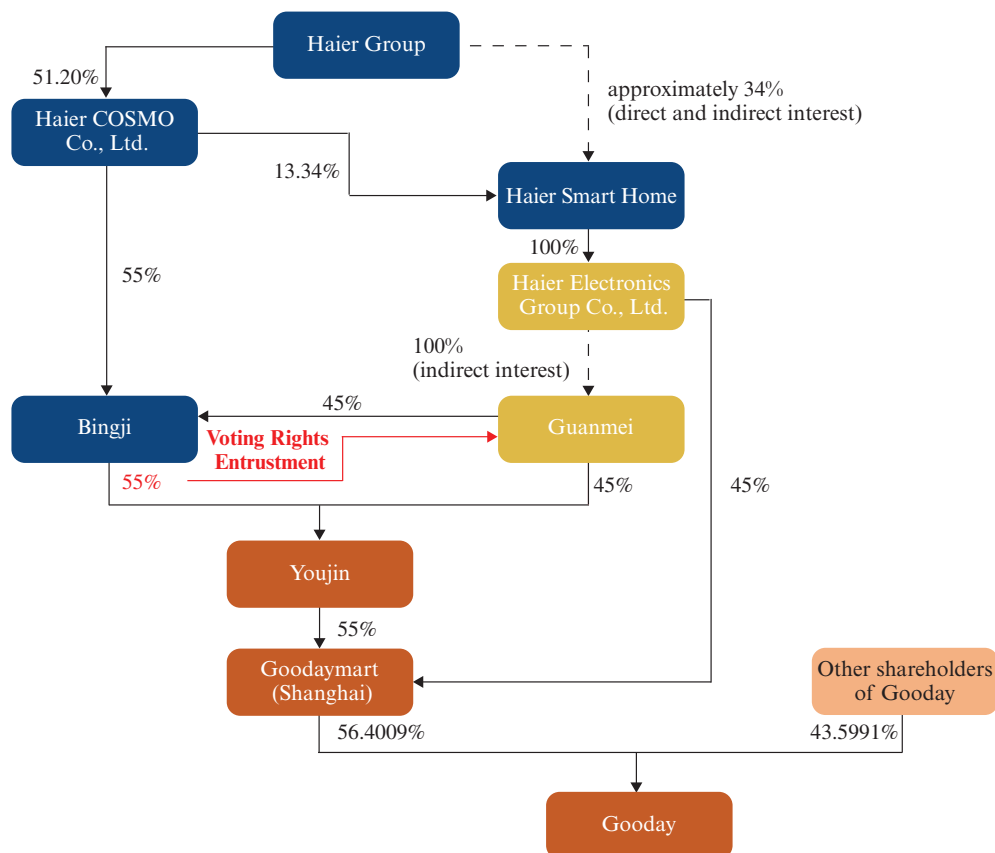 Haier Group
51.20%
approximately 34%
(direct and indirect interest)
Haier COSMO
Co., Ltd.
13.34%
Haier Smart Home
100%
55%
Haier Electronics
Group Co., Ltd.
100%
(indirect interest)
45%
Bingji
Guanmei
Voting Rights
Entrustment
55%
45%
45%
Youjin
55%
Goodaymart
(Shanghai)
Other shareholders
of Gooday
56.4009%
43.5991%
Gooday